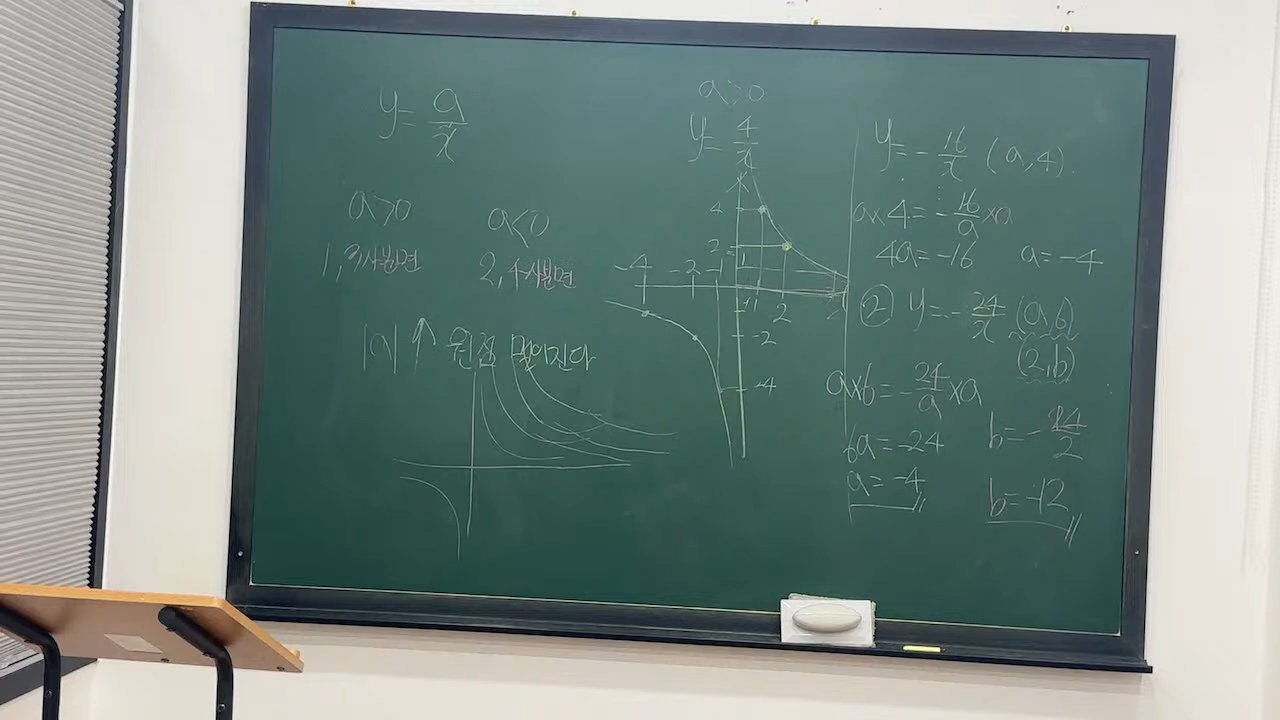 y = a/x
a>0
1,3사분면
a<0
2,4사분면
|a|↑ 원점 멀어진다
a>0
y = 4/x
4
2
1
-4 -2 -1
1 2
-2
-4
y = -16/x (a,4)
a×4 = -16/a ×a
4a = -16 a = -4
② y = -24/x (a,6)
(2,b)
a×6 = -24/a ×a
6a = -24
a = -4
b = -24/2
b = -12